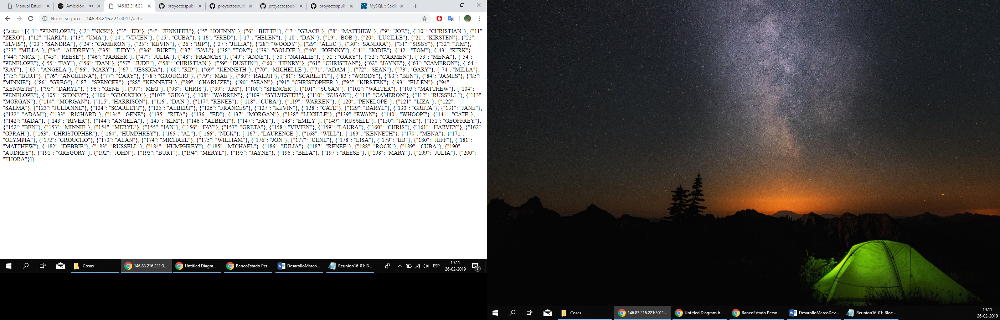 Manual Estudi
Ambición
146.83.216.221
proyectospubl
proyectospubl
proyectospubl
proyectospubl
MySQL :: Sakil
No es seguro
146.83.216.221:3011/actor
{"actor": [{"1": "PENELOPE"}, {"2": "NICK"}, {"3": "ED"}, {"4": "JENNIFER"}, {"5": "JOHNNY"}, {"6": "BETTE"}, {"7": "GRACE"}, {"8": "MATTHEW"}, {"9": "JOE"}, {"10": "CHRISTIAN"}, {"11":
"ZERO"}, {"12": "KARL"}, {"13": "UMA"}, {"14": "VIVIEN"}, {"15": "CUBA"}, {"16": "FRED"}, {"17": "HELEN"}, {"18": "DAN"}, {"19": "BOB"}, {"20": "LUCILLE"}, {"21": "KIRSTEN"}, {"22":
"ELVIS"}, {"23": "SANDRA"}, {"24": "CAMERON"}, {"25": "KEVIN"}, {"26": "RIP"}, {"27": "JULIA"}, {"28": "WOODY"}, {"29": "ALEC"}, {"30": "SANDRA"}, {"31": "SISSY"}, {"32": "TIM"},
{"33": "MILLA"}, {"34": "AUDREY"}, {"35": "JUDY"}, {"36": "BURT"}, {"37": "VAL"}, {"38": "TOM"}, {"39": "GOLDIE"}, {"40": "JOHNNY"}, {"41": "JODIE"}, {"42": "TOM"}, {"43": "KIRK"},
{"44": "NICK"}, {"45": "REESE"}, {"46": "PARKER"}, {"47": "JULIA"}, {"48": "FRANCES"}, {"49": "ANNE"}, {"50": "NATALIE"}, {"51": "GARY"}, {"52": "CARMEN"}, {"53": "MENA"}, {"54":
"PENELOPE"}, {"55": "FAY"}, {"56": "DAN"}, {"57": "JUDE"}, {"58": "CHRISTIAN"}, {"59": "DUSTIN"}, {"60": "HENRY"}, {"61": "CHRISTIAN"}, {"62": "JAYNE"}, {"63": "CAMERON"}, {"64":
"RAY"}, {"65": "ANGELA"}, {"66": "MARY"}, {"67": "JESSICA"}, {"68": "RIP"}, {"69": "KENNETH"}, {"70": "MICHELLE"}, {"71": "ADAM"}, {"72": "SEAN"}, {"73": "GARY"}, {"74": "MILLA"},
{"75": "BURT"}, {"76": "ANGELINA"}, {"77": "CARY"}, {"78": "GROUCHO"}, {"79": "MAE"}, {"80": "RALPH"}, {"81": "SCARLETT"}, {"82": "WOODY"}, {"83": "BEN"}, {"84": "JAMES"}, {"85":
"MINNIE"}, {"86": "GREG"}, {"87": "SPENCER"}, {"88": "KENNETH"}, {"89": "CHARLIZE"}, {"90": "SEAN"}, {"91": "CHRISTOPHER"}, {"92": "KIRSTEN"}, {"93": "ELLEN"}, {"94":
"KENNETH"}, {"95": "DARYL"}, {"96": "GENE"}, {"97": "MEG"}, {"98": "CHRIS"}, {"99": "JIM"}, {"100": "SPENCER"}, {"101": "SUSAN"}, {"102": "WALTER"}, {"103": "MATTHEW"}, {"104":
"PENELOPE"}, {"105": "SIDNEY"}, {"106": "GROUCHO"}, {"107": "GINA"}, {"108": "WARREN"}, {"109": "SYLVESTER"}, {"110": "SUSAN"}, {"111": "CAMERON"}, {"112": "RUSSELL"}, {"113":
"MORGAN"}, {"114": "MORGAN"}, {"115": "HARRISON"}, {"116": "DAN"}, {"117": "RENEE"}, {"118": "CUBA"}, {"119": "WARREN"}, {"120": "PENELOPE"}, {"121": "LIZA"}, {"122":
"SALMA"}, {"123": "JULIANNE"}, {"124": "SCARLETT"}, {"125": "ALBERT"}, {"126": "FRANCES"}, {"127": "KEVIN"}, {"128": "CATE"}, {"129": "DARYL"}, {"130": "GRETA"}, {"131": "JANE"},
{"132": "ADAM"}, {"133": "RICHARD"}, {"134": "GENE"}, {"135": "RITA"}, {"136": "ED"}, {"137": "MORGAN"}, {"138": "LUCILLE"}, {"139": "EWAN"}, {"140": "WHOOPI"}, {"141": "CATE"},
{"142": "JADA"}, {"143": "RIVER"}, {"144": "ANGELA"}, {"145": "KIM"}, {"146": "ALBERT"}, {"147": "FAY"}, {"148": "EMILY"}, {"149": "RUSSELL"}, {"150": "JAYNE"}, {"151": "GEOFFREY"},
{"152": "BEN"}, {"153": "MINNIE"}, {"154": "MERYL"}, {"155": "IAN"}, {"156": "FAY"}, {"157": "GRETA"}, {"158": "VIVIEN"}, {"159": "LAURA"}, {"160": "CHRIS"}, {"161": "HARVEY"}, {"162":
"OPRAH"}, {"163": "CHRISTOPHER"}, {"164": "HUMPHREY"}, {"165": "AL"}, {"166": "NICK"}, {"167": "LAURENCE"}, {"168": "WILL"}, {"169": "KENNETH"}, {"170": "MENA"}, {"171":
"OLYMPIA"}, {"172": "GROUCHO"}, {"173": "ALAN"}, {"174": "MICHAEL"}, {"175": "WILLIAM"}, {"176": "JON"}, {"177": "GENE"}, {"178": "LISA"}, {"179": "ED"}, {"180": "JEFF"}, {"181":
"MATTHEW"}, {"182": "DEBBIE"}, {"183": "RUSSELL"}, {"184": "HUMPHREY"}, {"185": "MICHAEL"}, {"186": "JULIA"}, {"187": "RENEE"}, {"188": "ROCK"}, {"189": "CUBA"}, {"190":
"AUDREY"}, {"191": "GREGORY"}, {"192": "JOHN"}, {"193": "BURT"}, {"194": "MERYL"}, {"195": "JAYNE"}, {"196": "BELA"}, {"197": "REESE"}, {"198": "MARY"}, {"199": "JULIA"}, {"200":
"THORA"}]}
Cosas
146.83.216.221:3...
Untitled Diagra...
BancoEstado Per...
DesarolloMarco...
Reunion16_01: B...
ESP
19:11
26-02-2019
7
Cosas
146.83.216.221:3011...
Untitled Diagram.h...
BancoEstado Perso...
DesarolloMarcoDev...
Reunion16_01: Bloc...
19:11
26-02-2019